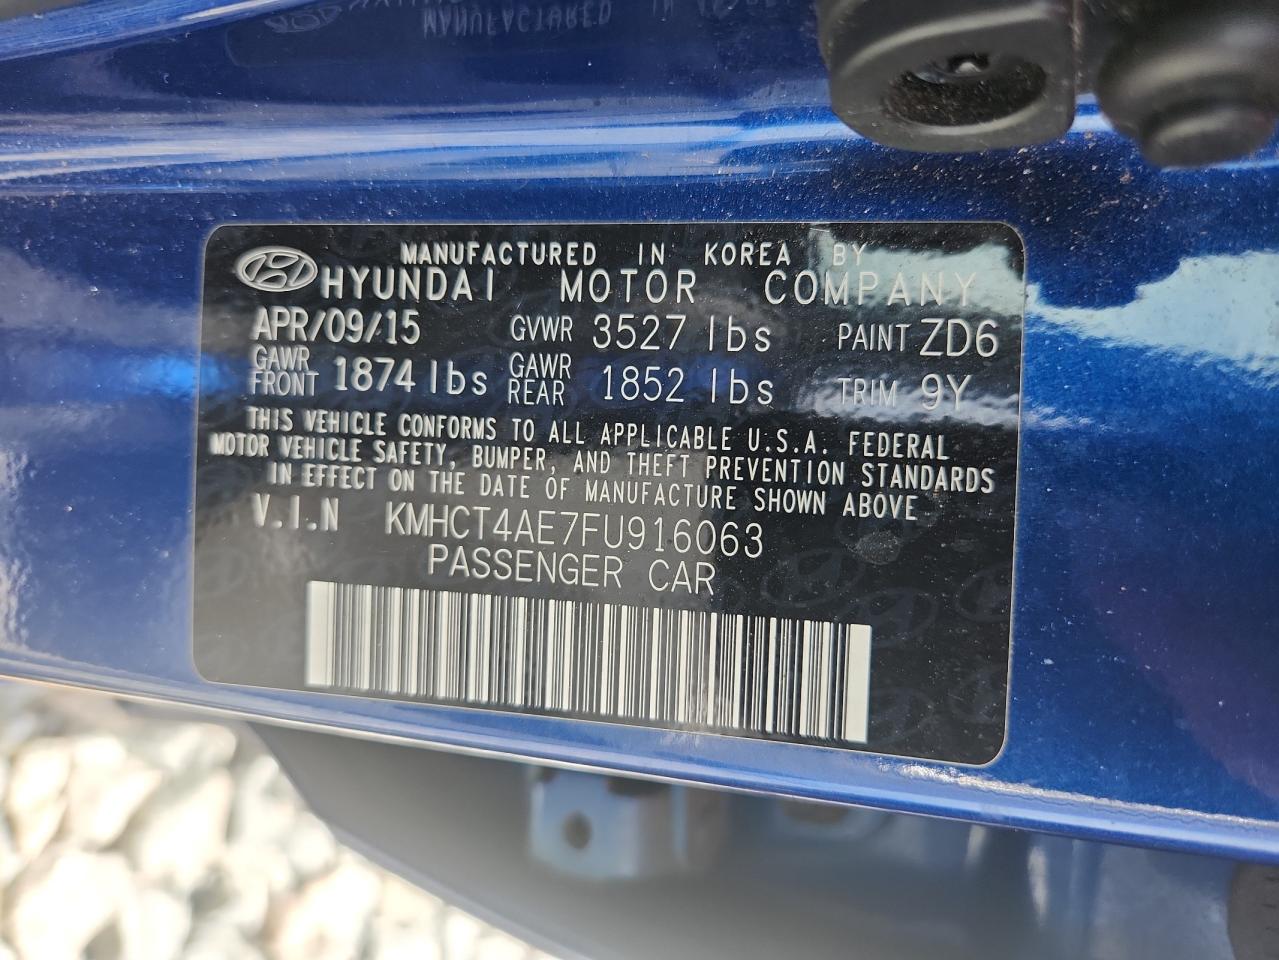 MANUFACTURED IN KOREA BY
HYUNDAI MOTOR COMPANY
APR/09/15 GVWR 3527 lbs PAINT ZD6
GAWR FRONT 1874 lbs GAWR REAR 1852 lbs TRIM 9Y
THIS VEHICLE CONFORMS TO ALL APPLICABLE U.S.A. FEDERAL
MOTOR VEHICLE SAFETY, BUMPER, AND THEFT PREVENTION STANDARDS
IN EFFECT ON THE DATE OF MANUFACTURE SHOWN ABOVE
V.I.N KMHCT4AE7FU916063
PASSENGER CAR